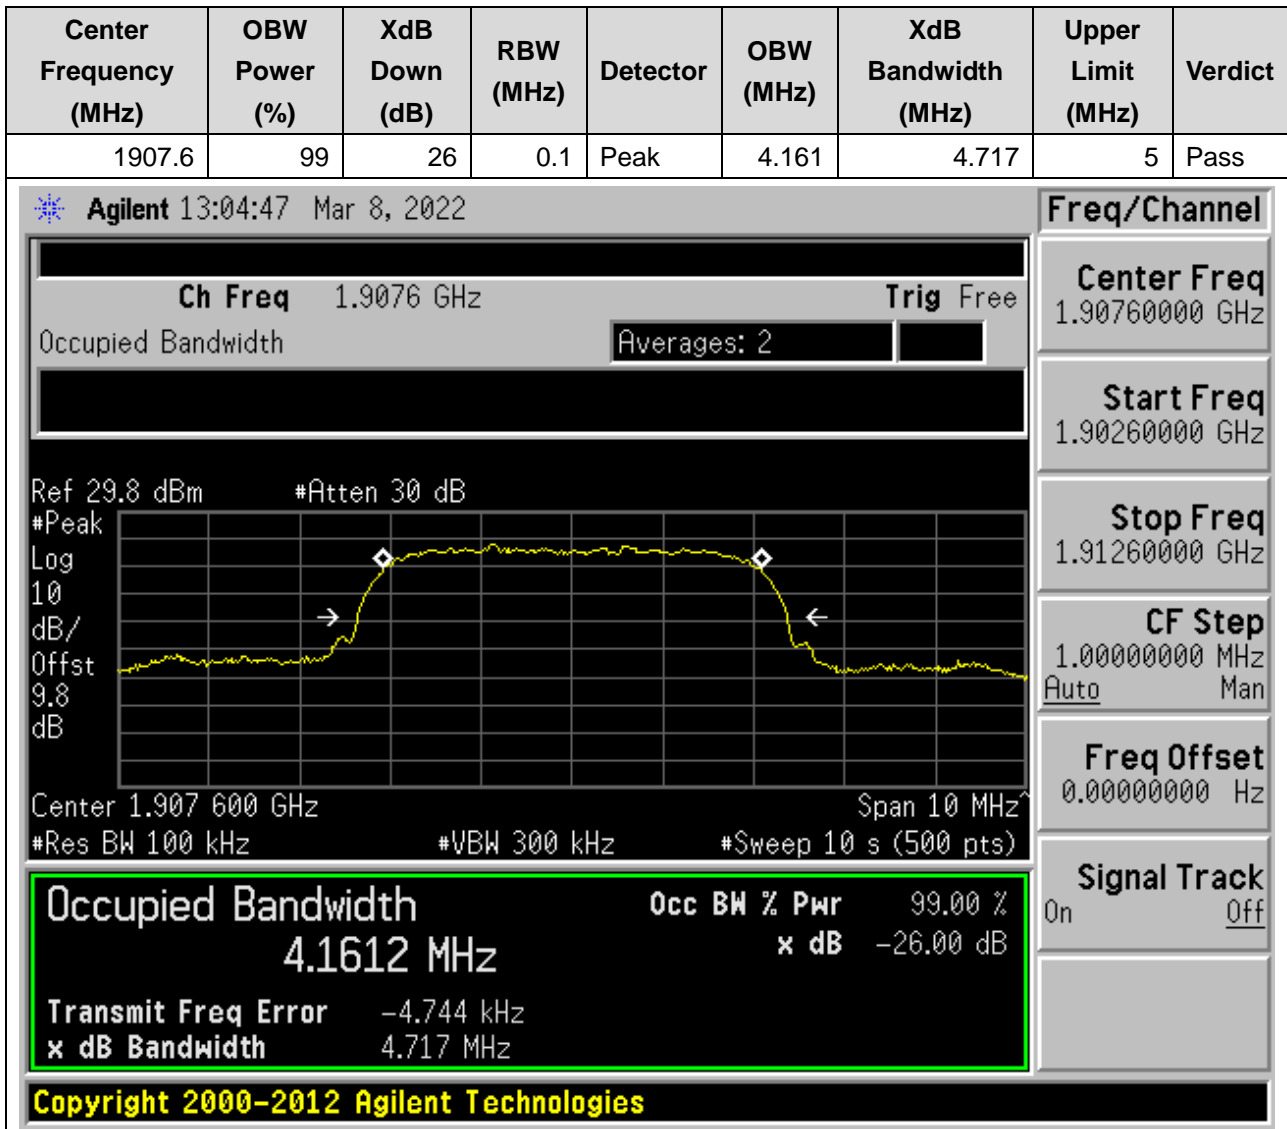 Center Frequency (MHz) OBW Power (%) XdB Down (dB) RBW (MHz) Detector OBW (MHz) XdB Bandwidth (MHz) Upper Limit (MHz) Verdict
1907.6 99 26 0.1 Peak 4.161 4.717 5 Pass
Agilent 13:04:47 Mar 8, 2022
Freq/Channel
Ch Freq 1.9076 GHz Trig Free
Occupied Bandwidth Averages: 2
Center Freq
1.90760000 GHz
Start Freq
1.90260000 GHz
Stop Freq
1.91260000 GHz
CF Step
1.00000000 MHz
Auto Man
Freq Offset
0.00000000 Hz
Signal Track
On Off
Ref 29.8 dBm #Atten 30 dB
#Peak
Log
10
dB/
Offst
9.8
dB
Center 1.907 600 GHz Span 10 MHz^
#Res BW 100 kHz #VBW 300 kHz #Sweep 10 s (500 pts)
Occupied Bandwidth Occ BW % Pwr 99.00 %
4.1612 MHz x dB -26.00 dB
Transmit Freq Error -4.744 kHz
x dB Bandwidth 4.717 MHz
Copyright 2000-2012 Agilent Technologies